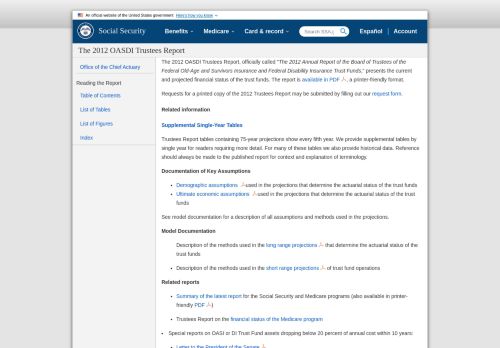 An official website of the United States government Here's how you know
Social Security
Benefits
Medicare
Card & record
Search SSA.g
Español
Account
The 2012 OASDI Trustees Report
Office of the Chief Actuary
Reading the Report
Table of Contents
List of Tables
List of Figures
Index
The 2012 OASDI Trustees Report, officially called "The 2012 Annual Report of the Board of Trustees of the
Federal Old-Age and Survivors Insurance and Federal Disability Insurance Trust Funds," presents the current
and projected financial status of the trust funds. The report is available in PDF , a printer-friendly format.
Requests for a printed copy of the 2012 Trustees Report may be submitted by filling out our request form.
Related information
Supplemental Single-Year Tables
Trustees Report tables containing 75-year projections show every fifth year. We provide supplemental tables by
single year for readers requiring more detail. For many of these tables we also provide historical data. Reference
should always be made to the published report for context and explanation of terminology.
Documentation of Key Assumptions
• Demographic assumptions used in the projections that determine the actuarial status of the trust funds
• Ultimate economic assumptions used in the projections that determine the actuarial status of the trust
funds
See model documentation for a description of all assumptions and methods used in the projections.
Model Documentation
Description of the methods used in the long range projections that determine the actuarial status of the
trust funds
• Description of the methods used in the short range projections of trust fund operations
Related reports
• Summary of the latest report for the Social Security and Medicare programs (also available in printer-
friendly PDF )
• Trustees Report on the financial status of the Medicare program
• Special reports on OASI or DI Trust Fund assets dropping below 20 percent of annual cost within 10 years:
• Letter to the President of the Senate